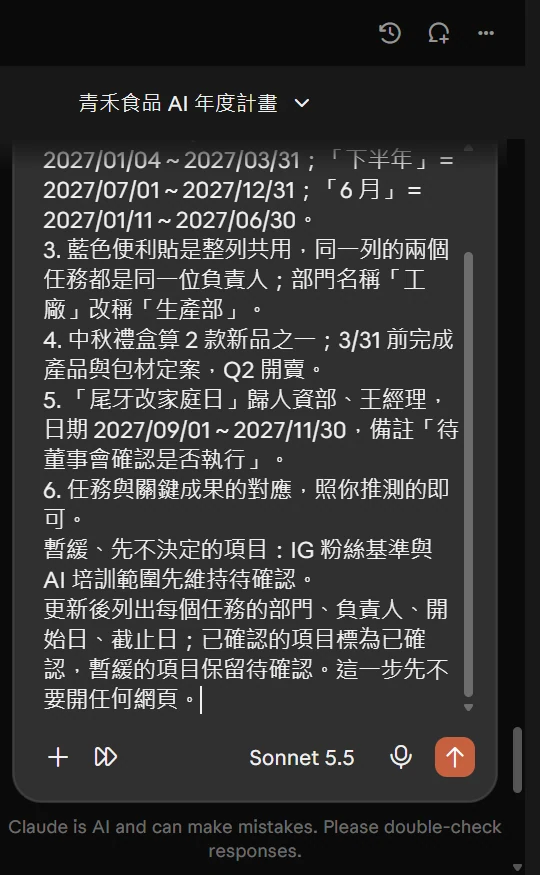 青禾食品 AI 年度計畫
2027/01/04 ~ 2027/03/31；「下半年」=
2027/07/01 ~ 2027/12/31；「6 月」=
2027/01/11 ~ 2027/06/30。
3. 藍色便利貼是整列共用，同一列的兩個
任務都是同一位負責人；部門名稱「工
廠」改稱「生產部」。
4. 中秋禮盒算 2 款新品之一；3/31 前完成
產品與包材定案，Q2 開賣。
5. 「尾牙改家庭日」歸人資部、王經理，
日期 2027/09/01 ~ 2027/11/30，備註「待
董事會確認是否執行」。
6. 任務與關鍵成果的對應，照你推測的即
可。
暫緩、先不決定的項目：IG 粉絲基準與
AI 培訓範圍先維持待確認。
更新後列出每個任務的部門、負責人、開
始日、截止日；已確認的項目標為已確
認，暫緩的項目保留待確認。這一步先不
要開任何網頁。
Sonnet 5.5
Claude is AI and can make mistakes. Please double-check
responses.